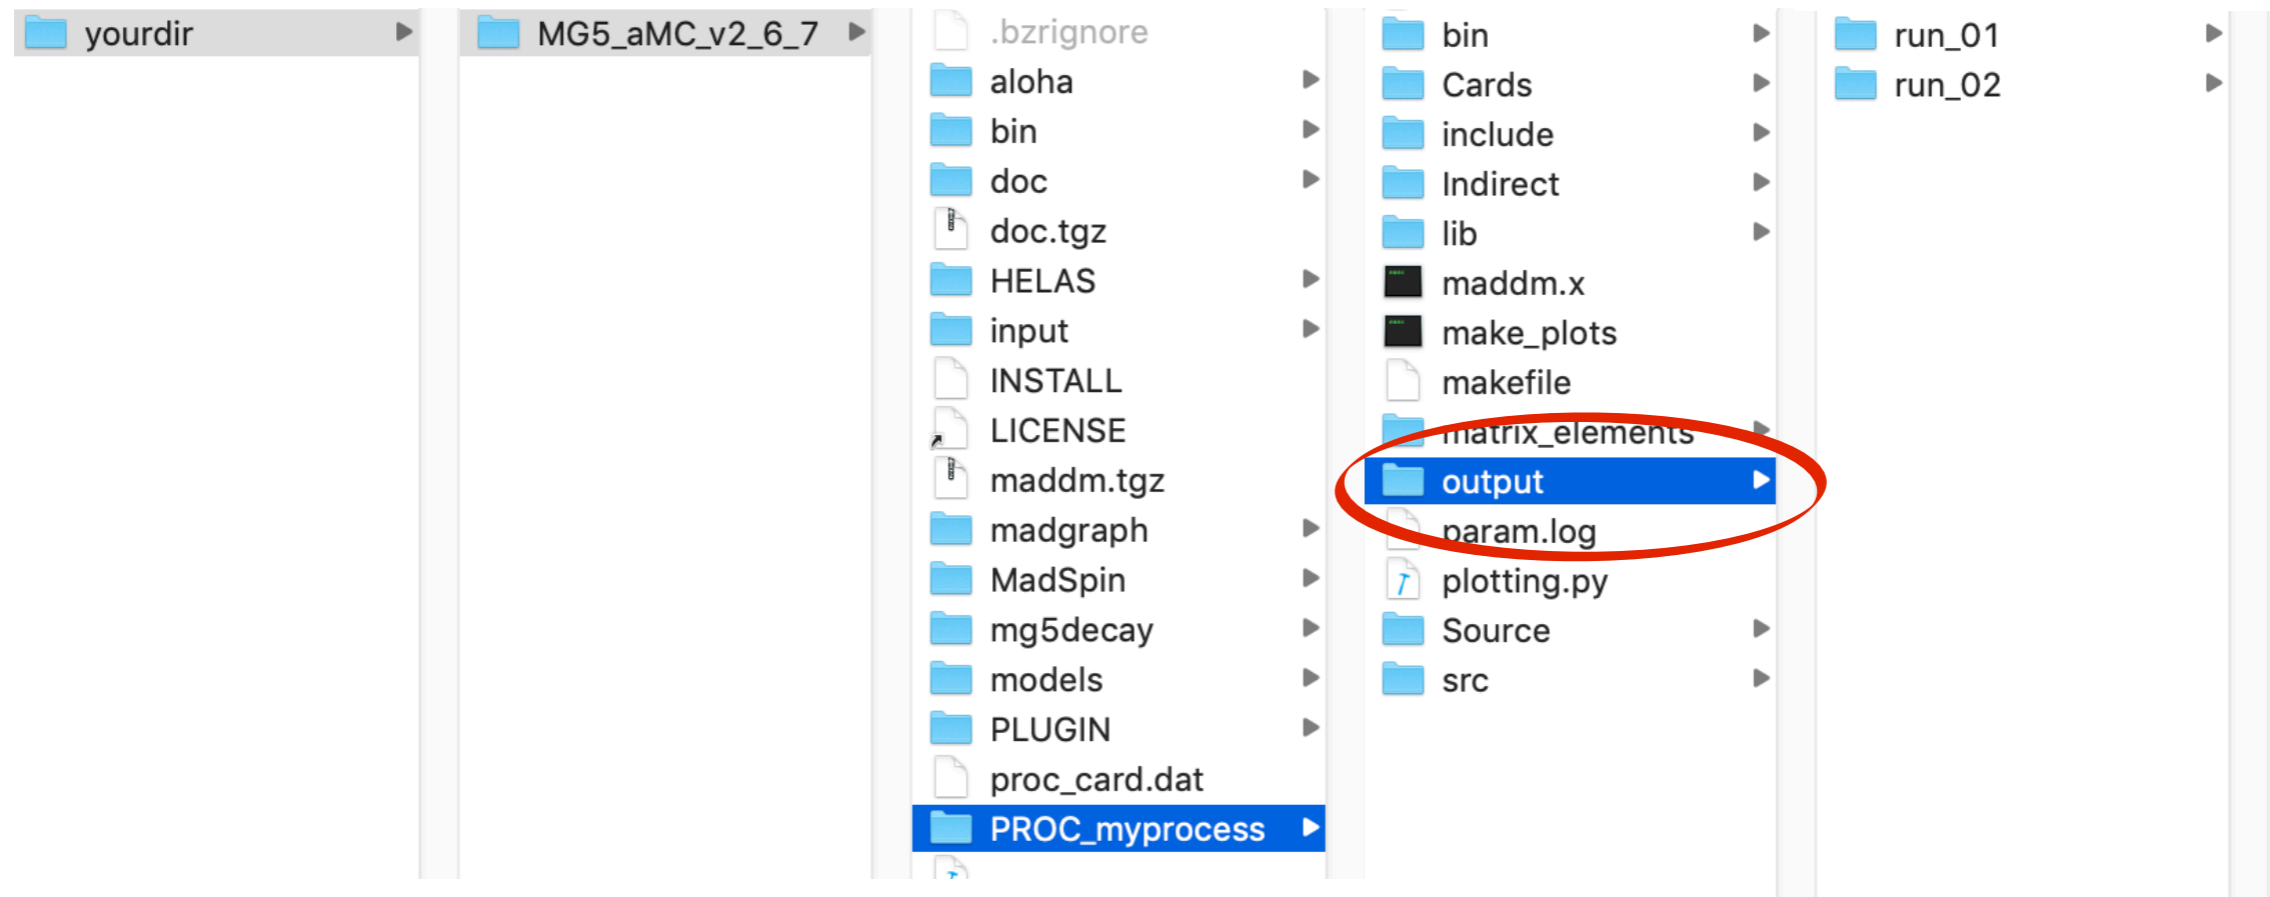 yourdir
MG5_aMC_v2_6_7
.bzrignore
aloha
bin
doc
doc.tgz
HELAS
input
INSTALL
LICENSE
maddm.tgz
madgraph
MadSpin
mg5decay
models
PLUGIN
proc_card.dat
PROC_myprocess
bin
Cards
include
Indirect
lib
maddm.x
make_plots
makefile
matrix_elements
output
param.log
plotting.py
Source
src
run_01
run_02